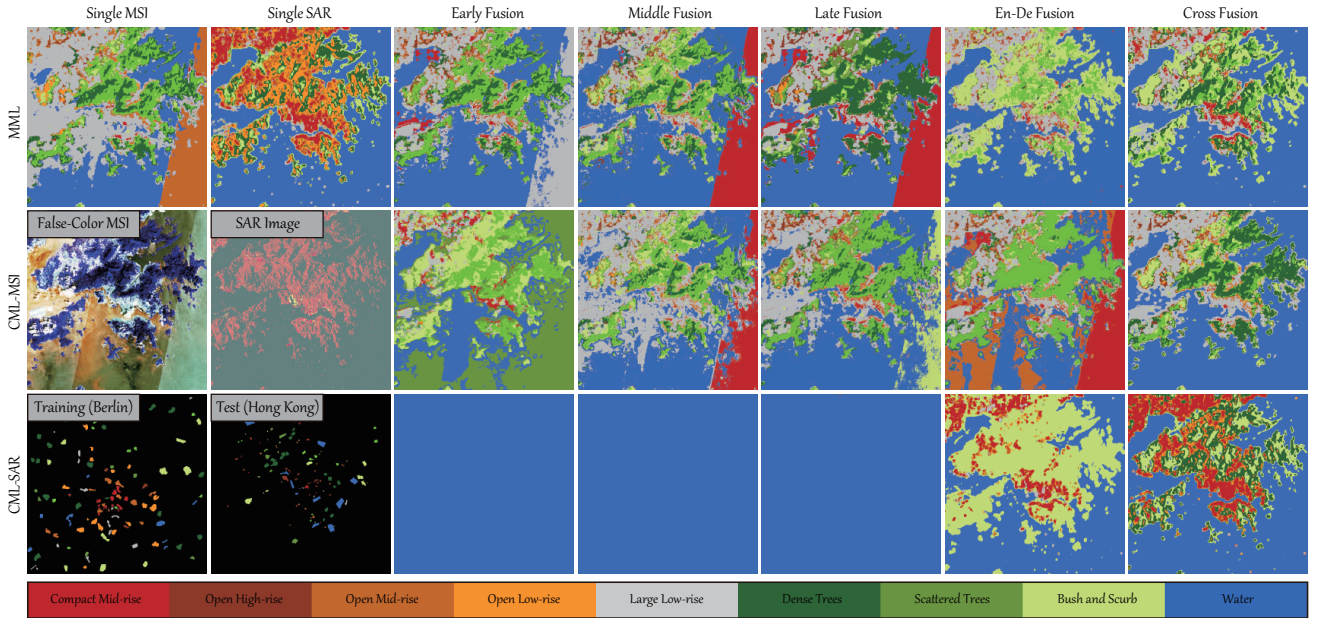 Single MSI Single SAR Early Fusion Middle Fusion Late Fusion En-De Fusion Cross Fusion
MML
False-Color MSI SAR Image
CML-MSI
Training (Berlin) Test (Hong Kong)
CML-SAR
Compact Mid-rise Open High-rise Open Mid-rise Open Low-rise Large Low-rise Dense Trees Scattered Trees Bush and Scurb Water